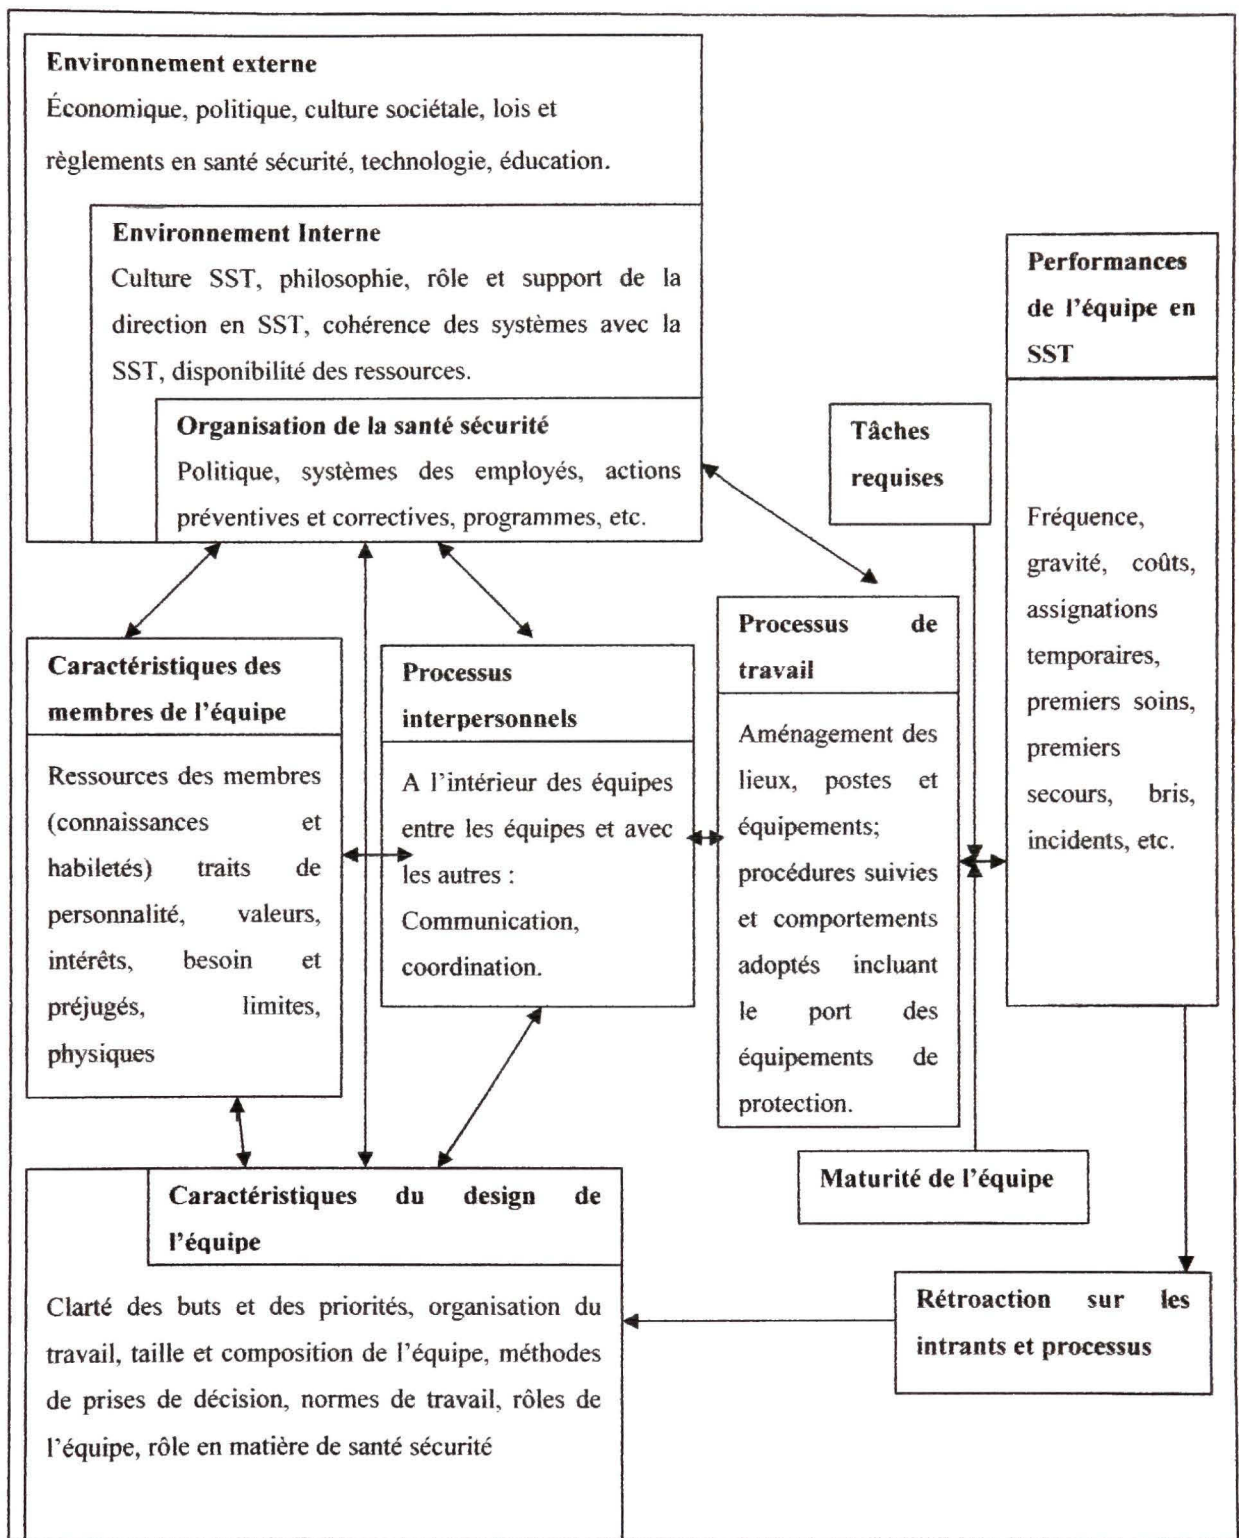 Environnement externe
Économique, politique, culture sociétale, lois et
règlements en santé sécurité, technologie, éducation.
Environnement Interne
Culture SST, philosophie, rôle et support de la
direction en SST, cohérence des systèmes avec la
SST, disponibilité des ressources.
Organisation de la santé sécurité
Politique, systèmes des employés, actions
préventives et correctives, programmes, etc.
Performances
de l'équipe en
SST
Fréquence,
gravité, coûts,
assignations
temporaires,
premiers soins,
premiers
secours, bris,
incidents, etc.
Tâches
requises
Caractéristiques des
membres de l'équipe
Ressources des membres
(connaissances et
habiletés) traits de
personnalité, valeurs,
intérêts, besoin et
préjugés, limites,
physiques
Processus
interpersonnels
A l'intérieur des équipes
entre les équipes et avec
les autres :
Communication,
coordination.
Processus de
travail
Aménagement des
lieux, postes et
équipements;
procédures suivies
et comportements
adoptés incluant
le port des
équipements de
protection.
Maturité de l'équipe
Caractéristiques du design de
l'équipe
Clarté des buts et des priorités, organisation du
travail, taille et composition de l'équipe, méthodes
de prises de décision, normes de travail, rôles de
l'équipe, rôle en matière de santé sécurité
Rétroaction sur les
intrants et processus